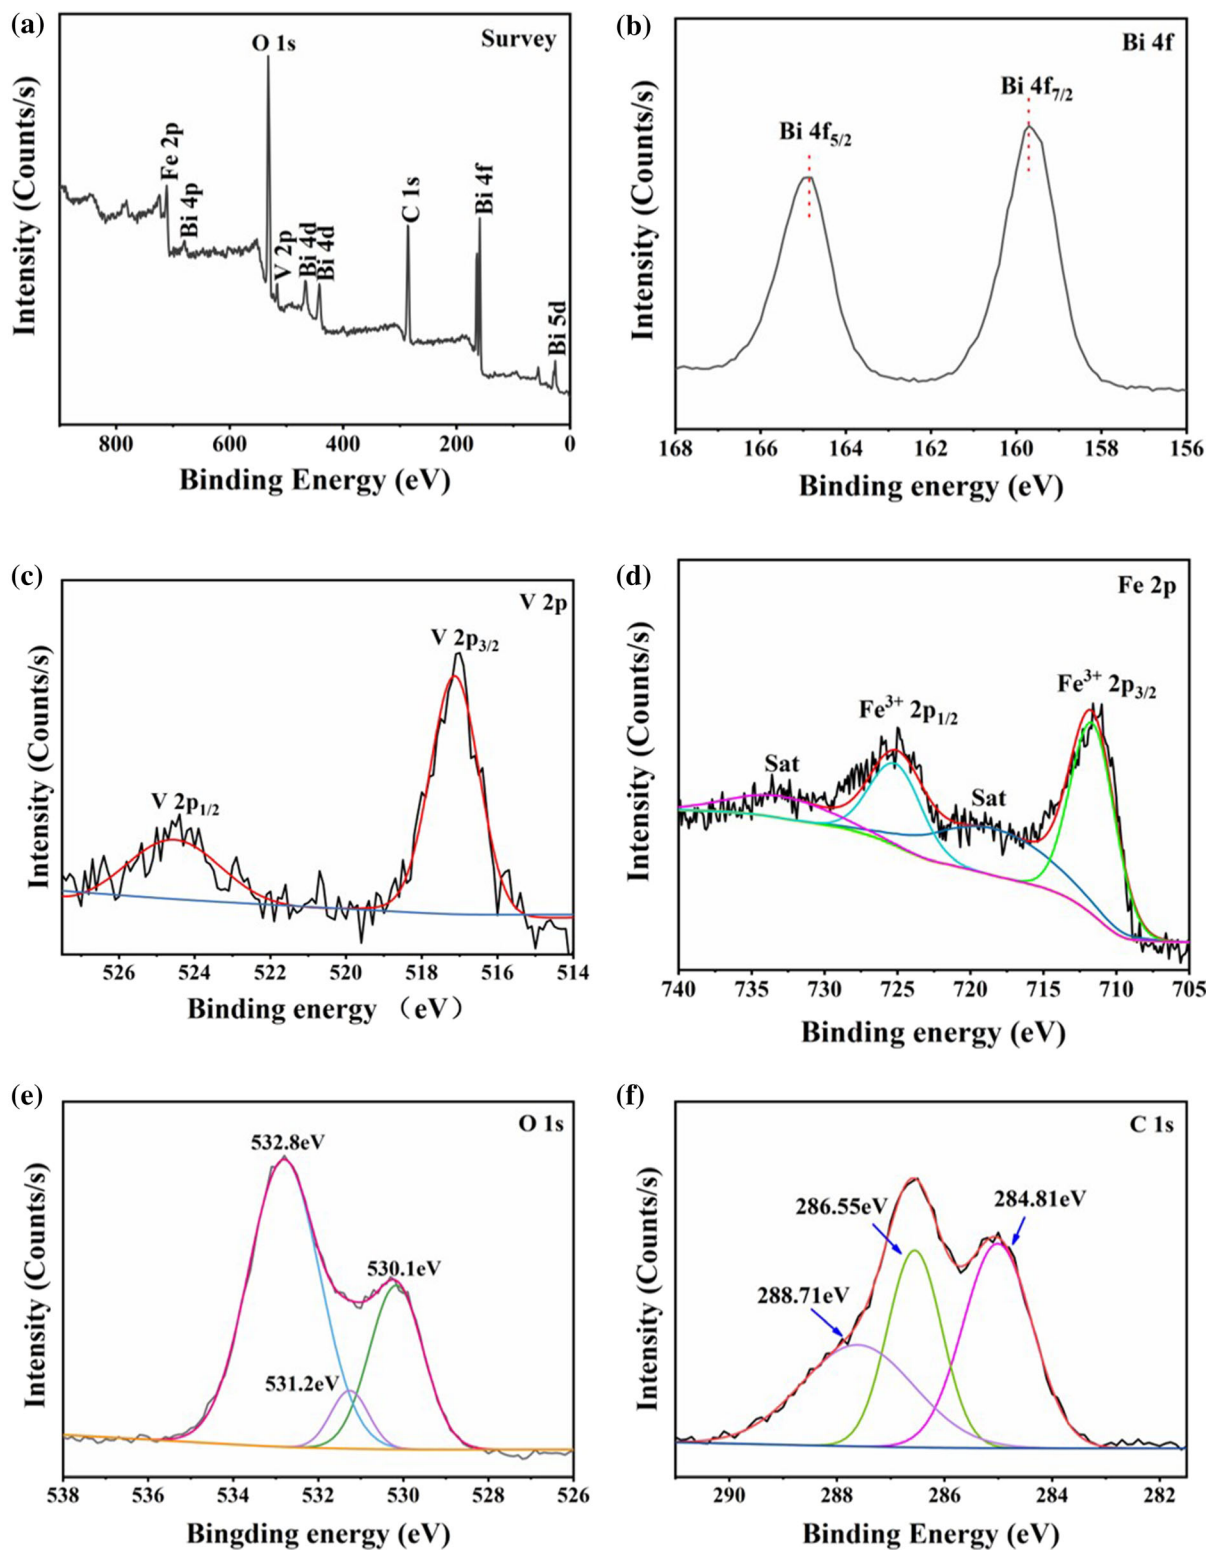 (a)
Survey
O 1s
Fe 2p
Bi 4p
V 2p
Bi 4d
Bi 4d
C 1s
Bi 4f
Bi 5d
Intensity (Counts/s)
800 600 400 200 0
Binding Energy (eV)
(b)
Bi 4f
Bi 4f7/2
Bi 4f5/2
Intensity (Counts/s)
168 166 164 162 160 158 156
Binding energy (eV)
(c)
V 2p
V 2p3/2
V 2p1/2
Intensity (Counts/s)
526 524 522 520 518 516 514
Binding energy （eV）
(d)
Fe 2p
Fe3+ 2p3/2
Fe3+ 2p1/2
Sat
Sat
Intensity (Counts/s)
740 735 730 725 720 715 710 705
Binding energy (eV)
(e)
O 1s
532.8eV
530.1eV
531.2eV
Intensity (Counts/s)
538 536 534 532 530 528 526
Bingding energy (eV)
(f)
C 1s
286.55eV
284.81eV
288.71eV
Intensity (Counts/s)
290 288 286 284 282
Binding Energy (eV)